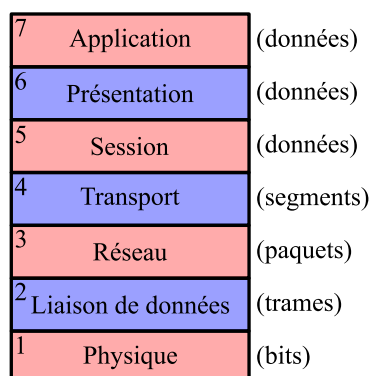 7 Application (données)
6 Présentation (données)
5 Session (données)
4 Transport (segments)
3 Réseau (paquets)
2 Liaison de données (trames)
1 Physique (bits)